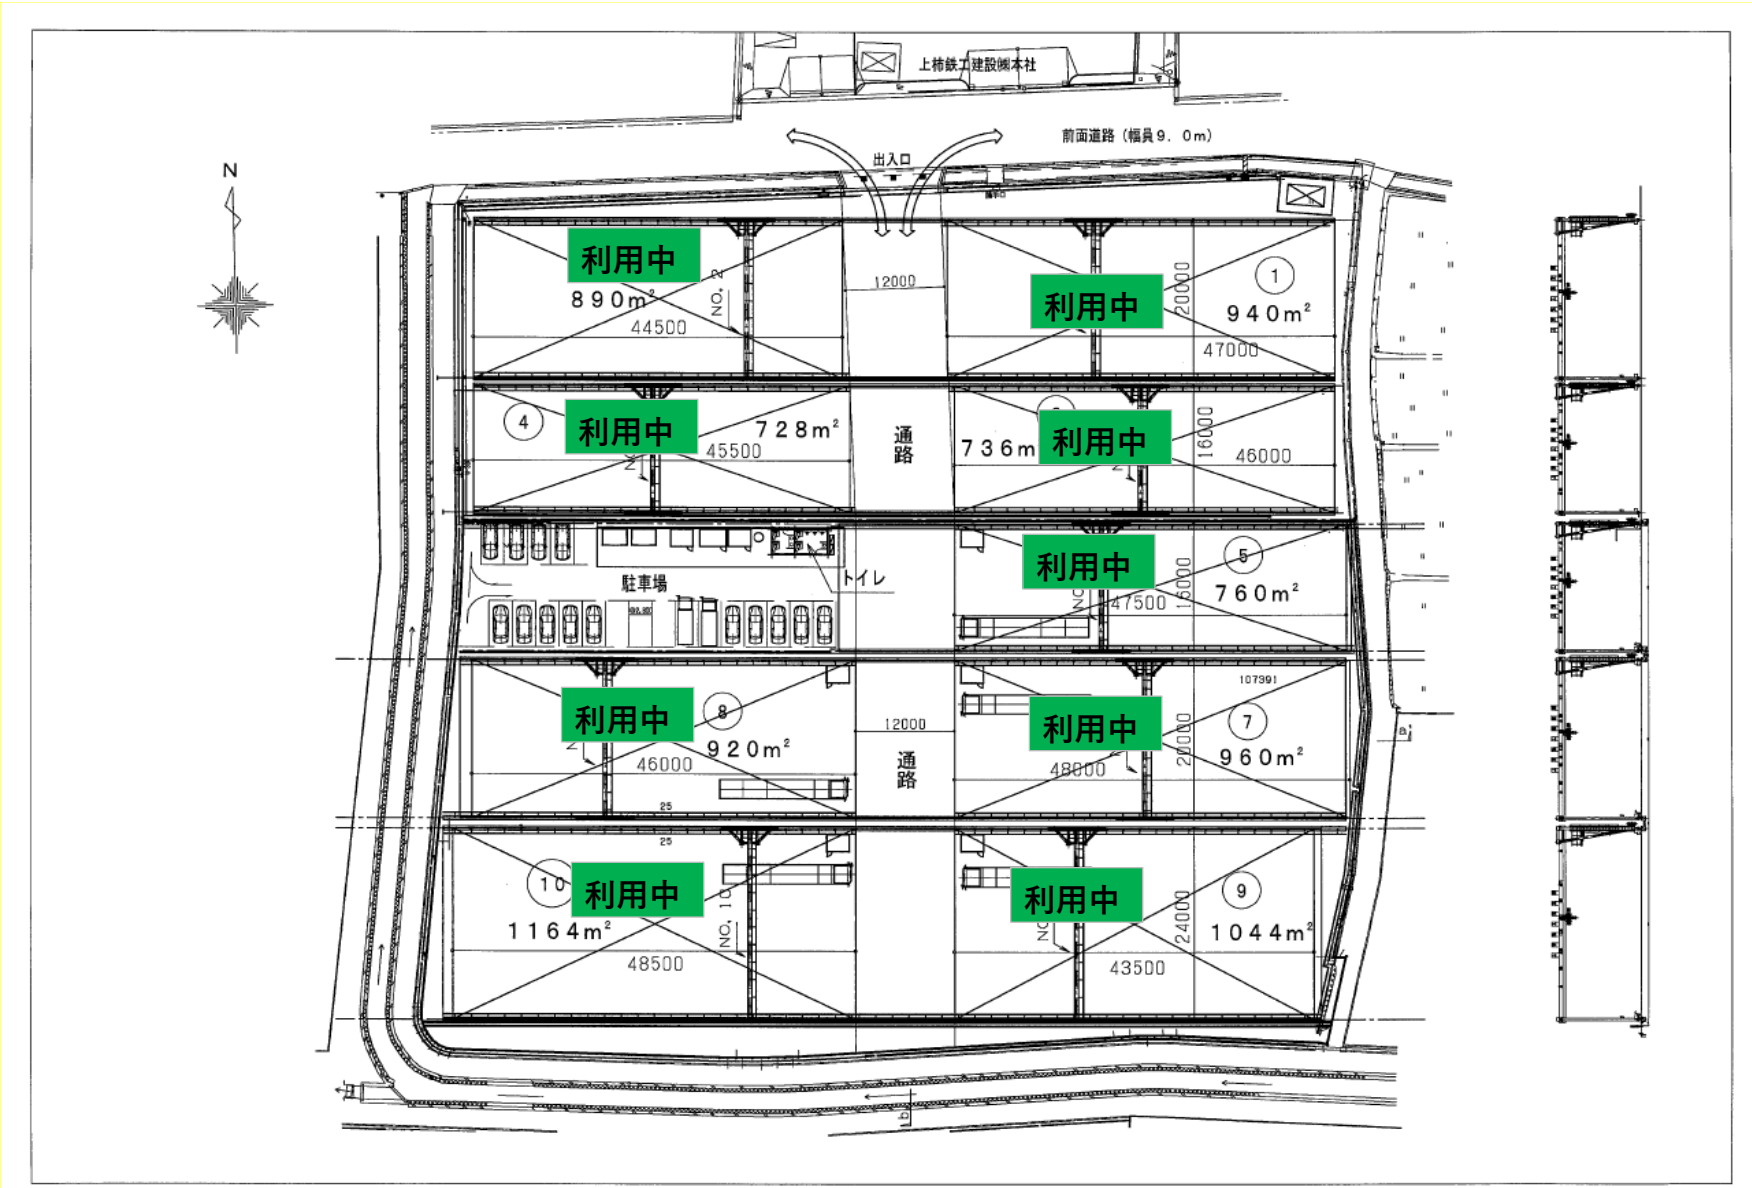 上柿鉄工建設㈱本社
前面道路（幅員9．0m）
出入口
N
利用中
890m²
44500
NO. 2
12000
利用中
20000
1
940m²
47000
4
利用中
728m²
45500
通路
736m
利用中
16000
46000
駐車場
トイレ
利用中
5
760m²
47500
16000
利用中
8
920m²
46000
25
12000
通路
利用中
107391
7
960m²
48000
20000
a
25
10
利用中
1164m²
NO. 10
48500
利用中
9
1044m²
24000
43500
b